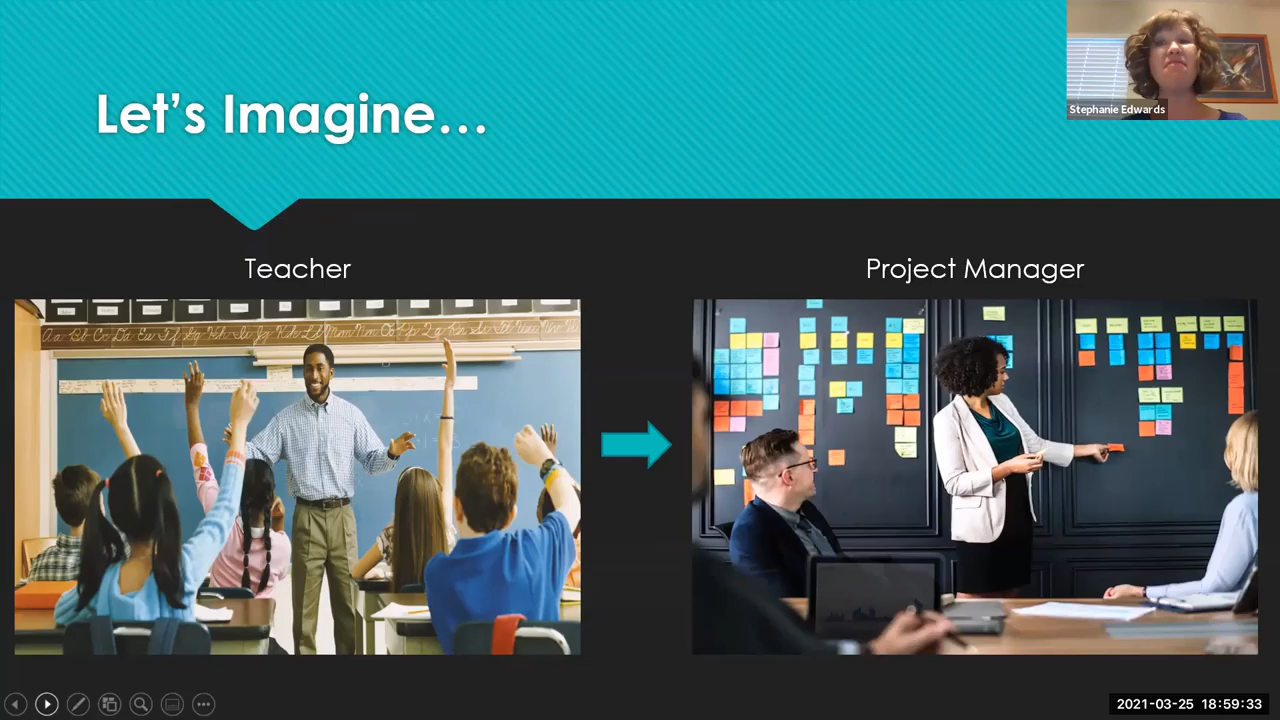 Let's Imagine...
Stephanie Edwards
Teacher
Project Manager
2021-03-25 18:59:33